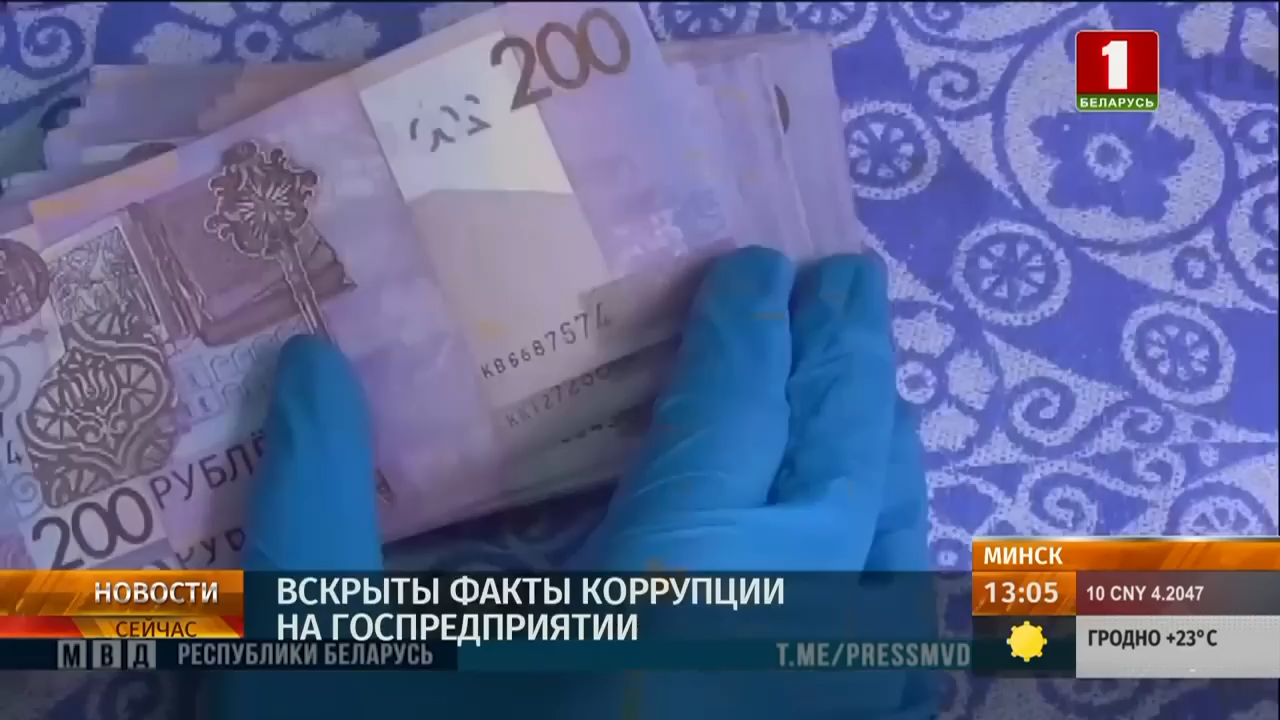 200
1
БЕЛАРУСЬ
КВ6687574
200 РУБЛЁ
МИНСК
НОВОСТИ
СЕЙЧАС
ВСКРЫТЫ ФАКТЫ КОРРУПЦИИ
НА ГОСПРЕДПРИЯТИИ
13:05
10 CNY 4.2047
ГРОДНО +23°C
МВД РЕСПУБЛИКИ БЕЛАРУСЬ
T.ME/PRESSMVD